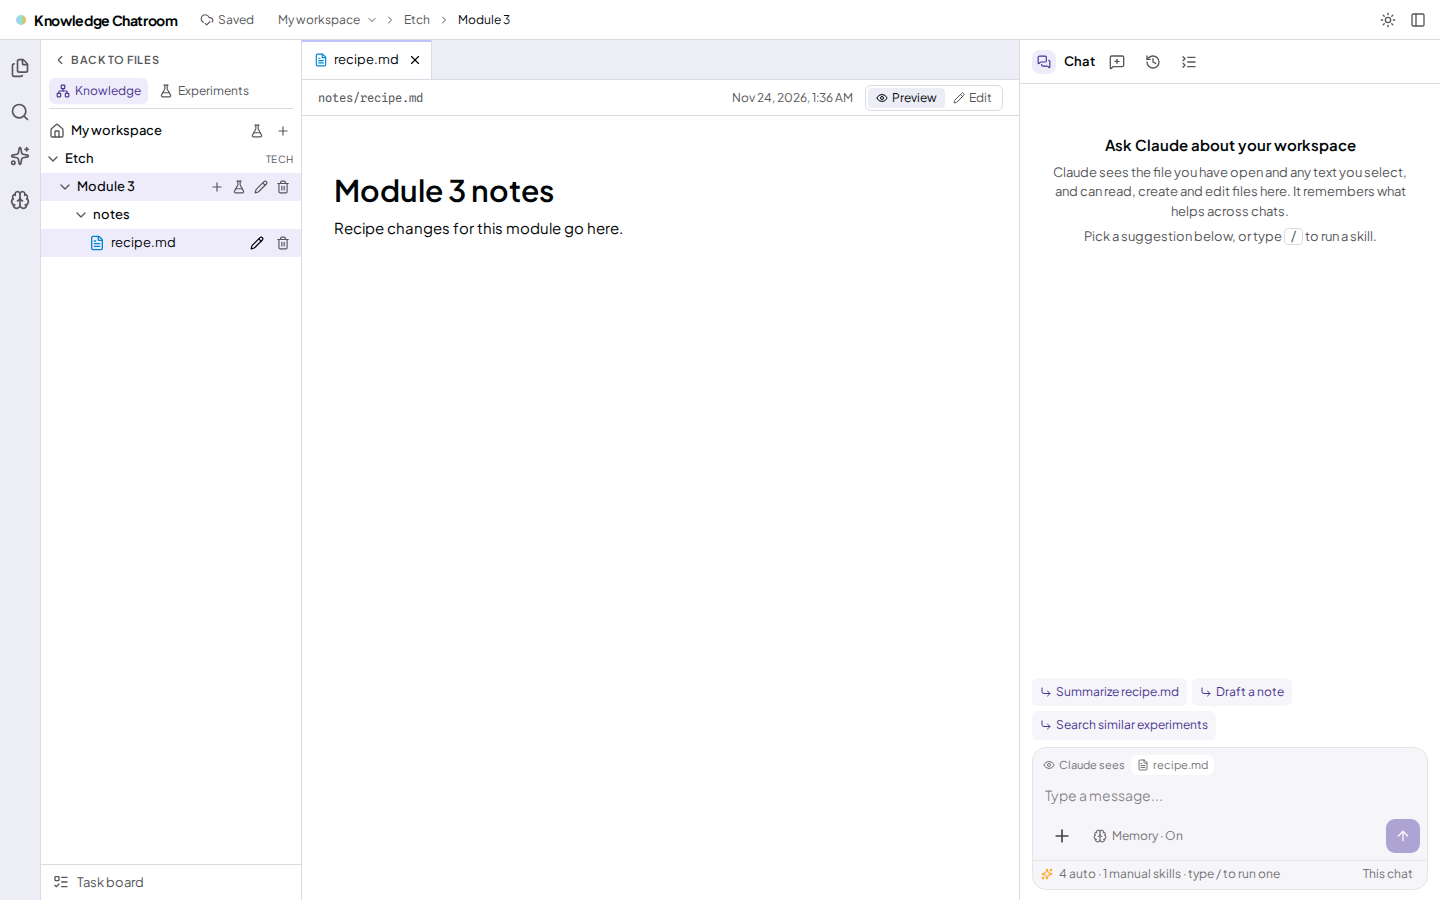 Knowledge Chatroom
Saved
My workspace
Etch
Module 3
BACK TO FILES
Knowledge
Experiments
My workspace
Etch
TECH
Module 3
notes
recipe.md
Task board
recipe.md
notes/recipe.md
Nov 24, 2026, 1:36 AM
Preview
Edit
Module 3 notes
Recipe changes for this module go here.
Chat
Ask Claude about your workspace
Claude sees the file you have open and any text you select,
and can read, create and edit files here. It remembers what
helps across chats.
Pick a suggestion below, or type / to run a skill.
Summarize recipe.md
Draft a note
Search similar experiments
Claude sees
recipe.md
Type a message...
Memory · On
4 auto · 1 manual skills · type / to run one
This chat